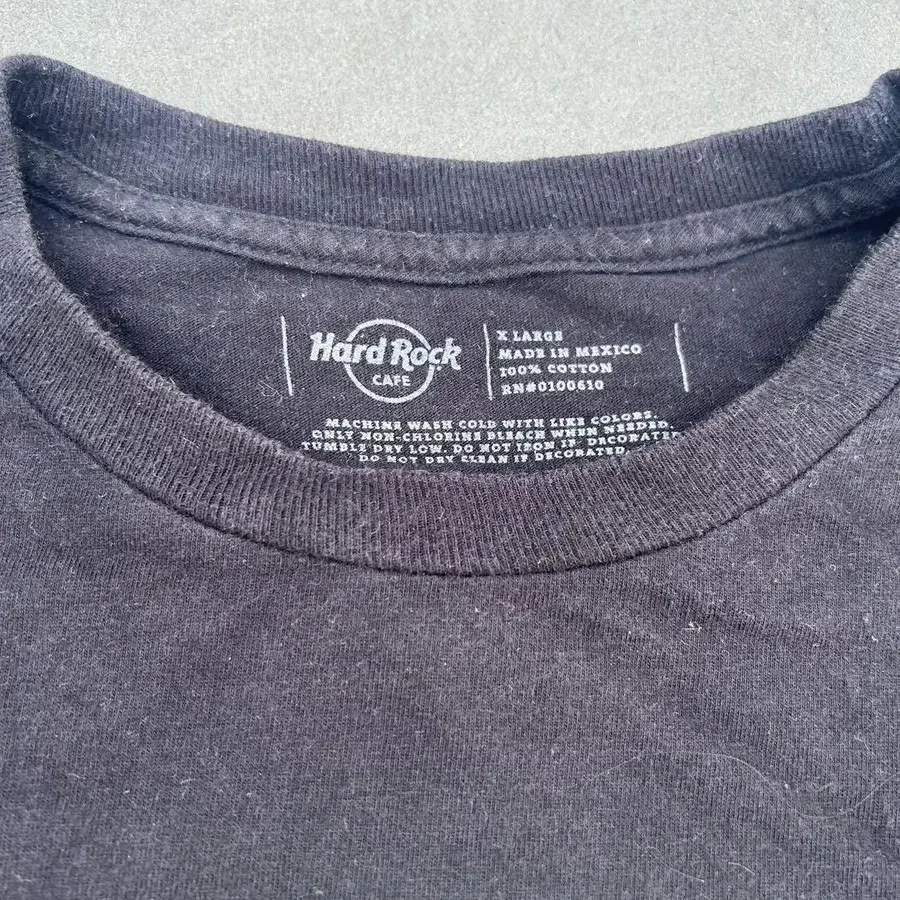 Hard Rock
CAFE
X LARGE
MADE IN MEXICO
100% COTTON
RN#0100610
MACHINE WASH COLD WITH LIKE COLORS.
ONLY NON-CHLORINE BLEACH WHEN NEEDED.
TUMBLE DRY LOW. DO NOT IRON IF DECORATED
DO NOT DRY CLEAN IF DECORATED.